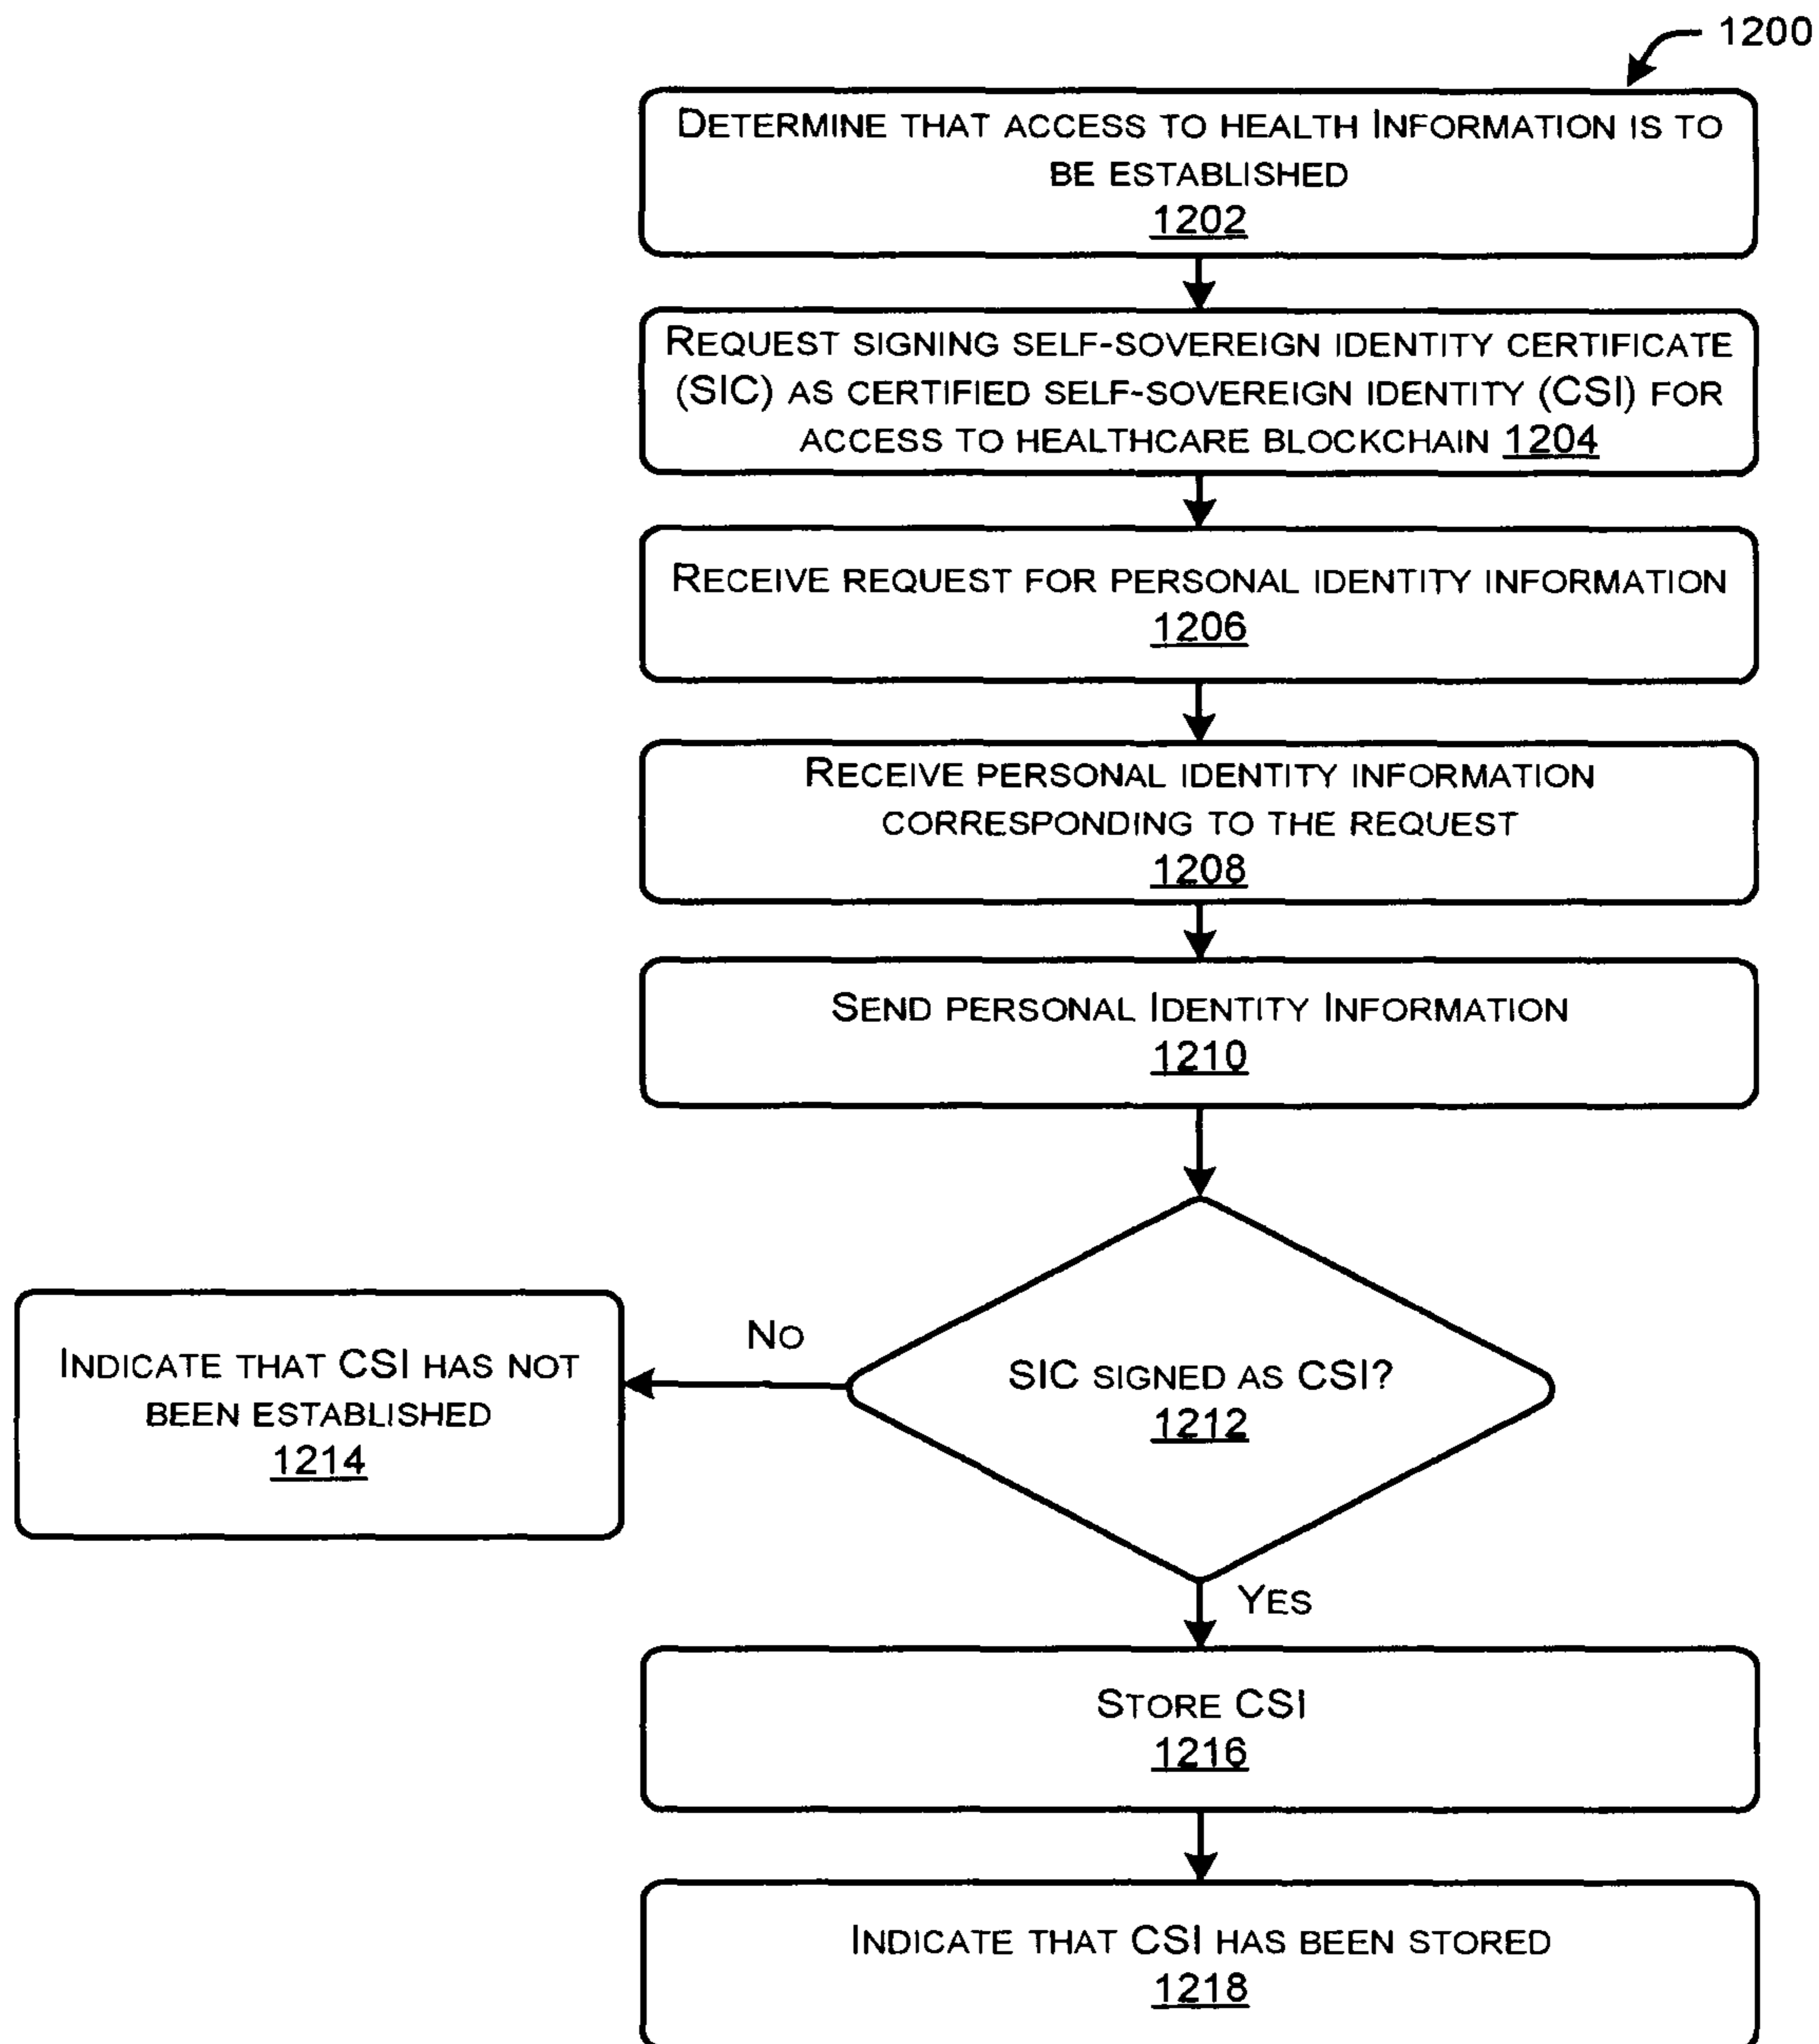 1200
DETERMINE THAT ACCESS TO HEALTH INFORMATION IS TO
BE ESTABLISHED
1202
REQUEST SIGNING SELF-SOVEREIGN IDENTITY CERTIFICATE
(SIC) AS CERTIFIED SELF-SOVEREIGN IDENTITY (CSI) FOR
ACCESS TO HEALTHCARE BLOCKCHAIN 1204
RECEIVE REQUEST FOR PERSONAL IDENTITY INFORMATION
1206
RECEIVE PERSONAL IDENTITY INFORMATION
CORRESPONDING TO THE REQUEST
1208
SEND PERSONAL IDENTITY INFORMATION
1210
SIC SIGNED AS CSI?
1212
NO
INDICATE THAT CSI HAS NOT
BEEN ESTABLISHED
1214
YES
STORE CSI
1216
INDICATE THAT CSI HAS BEEN STORED
1218